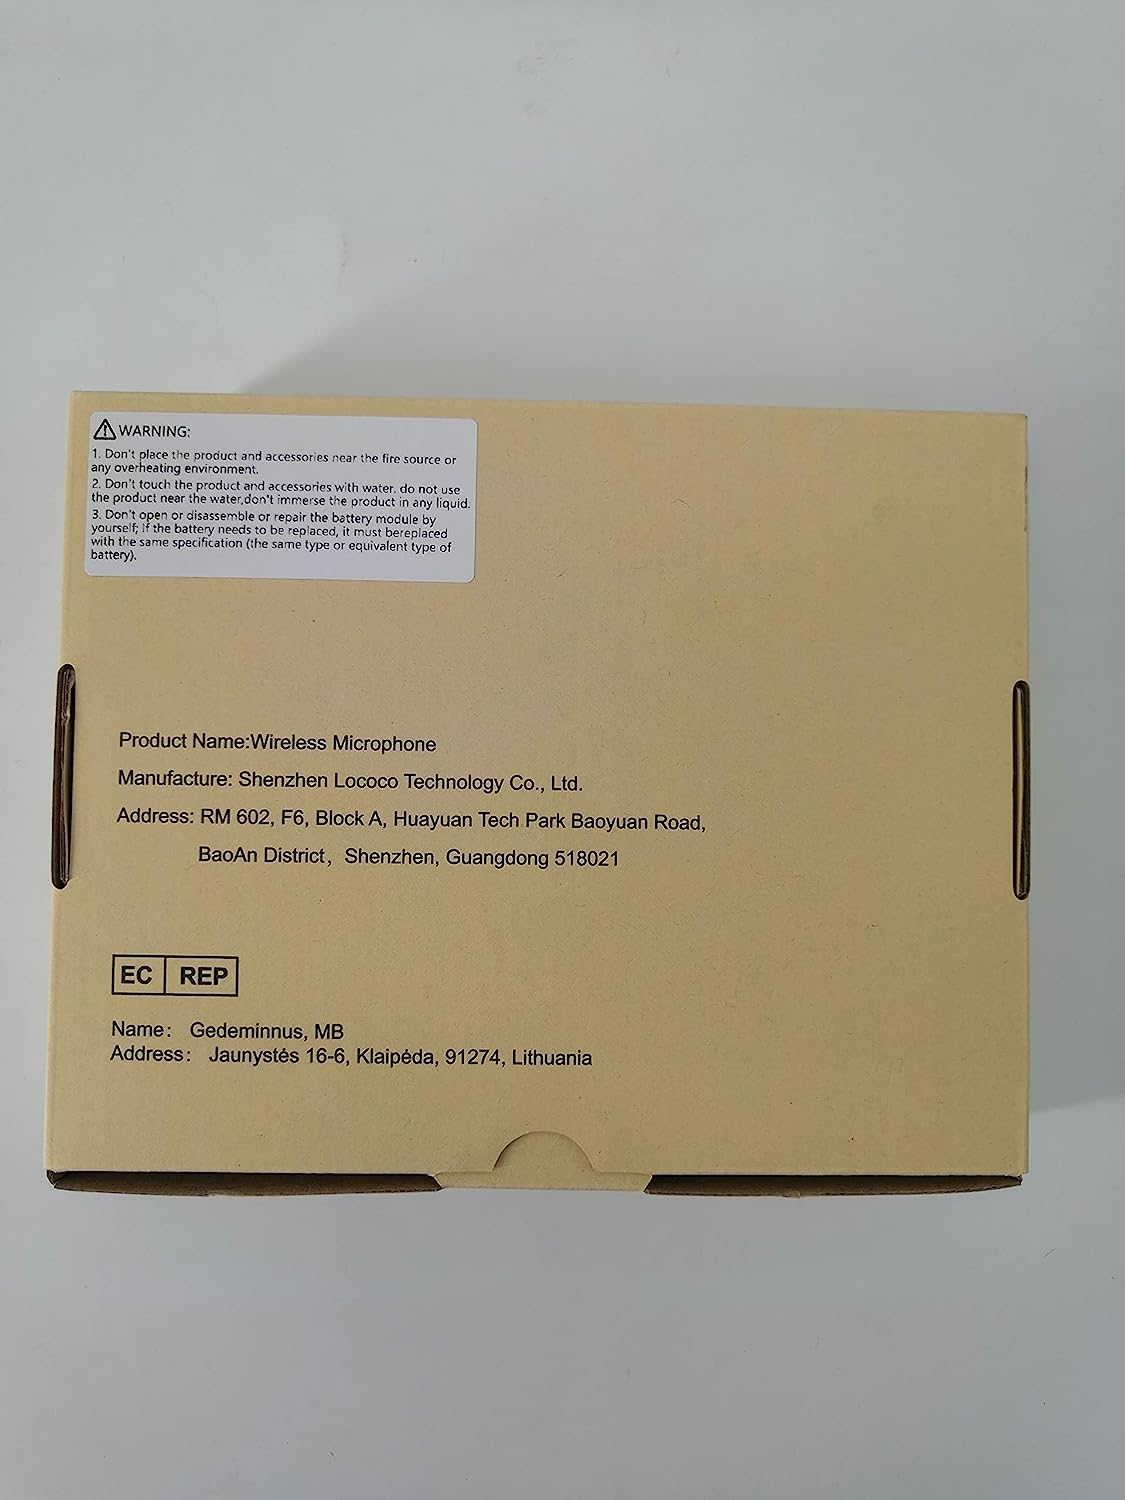 WARNING:
1. Don't place the product and accessories near the fire source or
any overheating environment.
2. Don't touch the product and accessories with water. do not use
the product near the water,don't immerse the product in any liquid.
3. Don't open or disassemble or repair the battery module by
yourself; If the battery needs to be replaced, it must bereplaced
with the same specification (the same type or equivalent type of
battery).
Product Name:Wireless Microphone
Manufacture: Shenzhen Lococo Technology Co., Ltd.
Address: RM 602, F6, Block A, Huayuan Tech Park Baoyuan Road,
BaoAn District, Shenzhen, Guangdong 518021
EC REP
Name: Gedeminnus, MB
Address: Jaunystės 16-6, Klaipėda, 91274, Lithuania